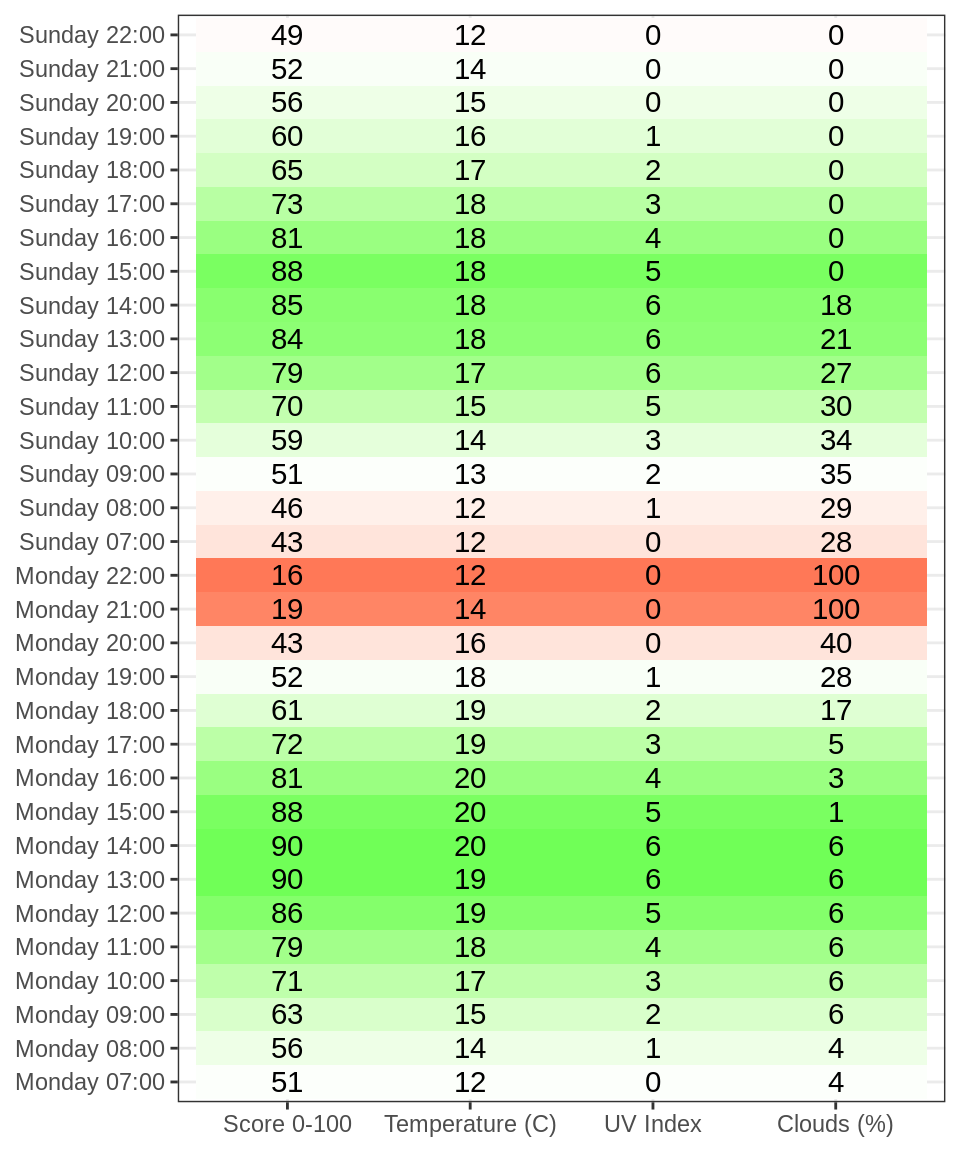 Sunday 22:00 49 12 0 0
Sunday 21:00 52 14 0 0
Sunday 20:00 56 15 0 0
Sunday 19:00 60 16 1 0
Sunday 18:00 65 17 2 0
Sunday 17:00 73 18 3 0
Sunday 16:00 81 18 4 0
Sunday 15:00 88 18 5 0
Sunday 14:00 85 18 6 18
Sunday 13:00 84 18 6 21
Sunday 12:00 79 17 6 27
Sunday 11:00 70 15 5 30
Sunday 10:00 59 14 3 34
Sunday 09:00 51 13 2 35
Sunday 08:00 46 12 1 29
Sunday 07:00 43 12 0 28
Monday 22:00 16 12 0 100
Monday 21:00 19 14 0 100
Monday 20:00 43 16 0 40
Monday 19:00 52 18 1 28
Monday 18:00 61 19 2 17
Monday 17:00 72 19 3 5
Monday 16:00 81 20 4 3
Monday 15:00 88 20 5 1
Monday 14:00 90 20 6 6
Monday 13:00 90 19 6 6
Monday 12:00 86 19 5 6
Monday 11:00 79 18 4 6
Monday 10:00 71 17 3 6
Monday 09:00 63 15 2 6
Monday 08:00 56 14 1 4
Monday 07:00 51 12 0 4
Score 0-100 Temperature (C) UV Index Clouds (%)